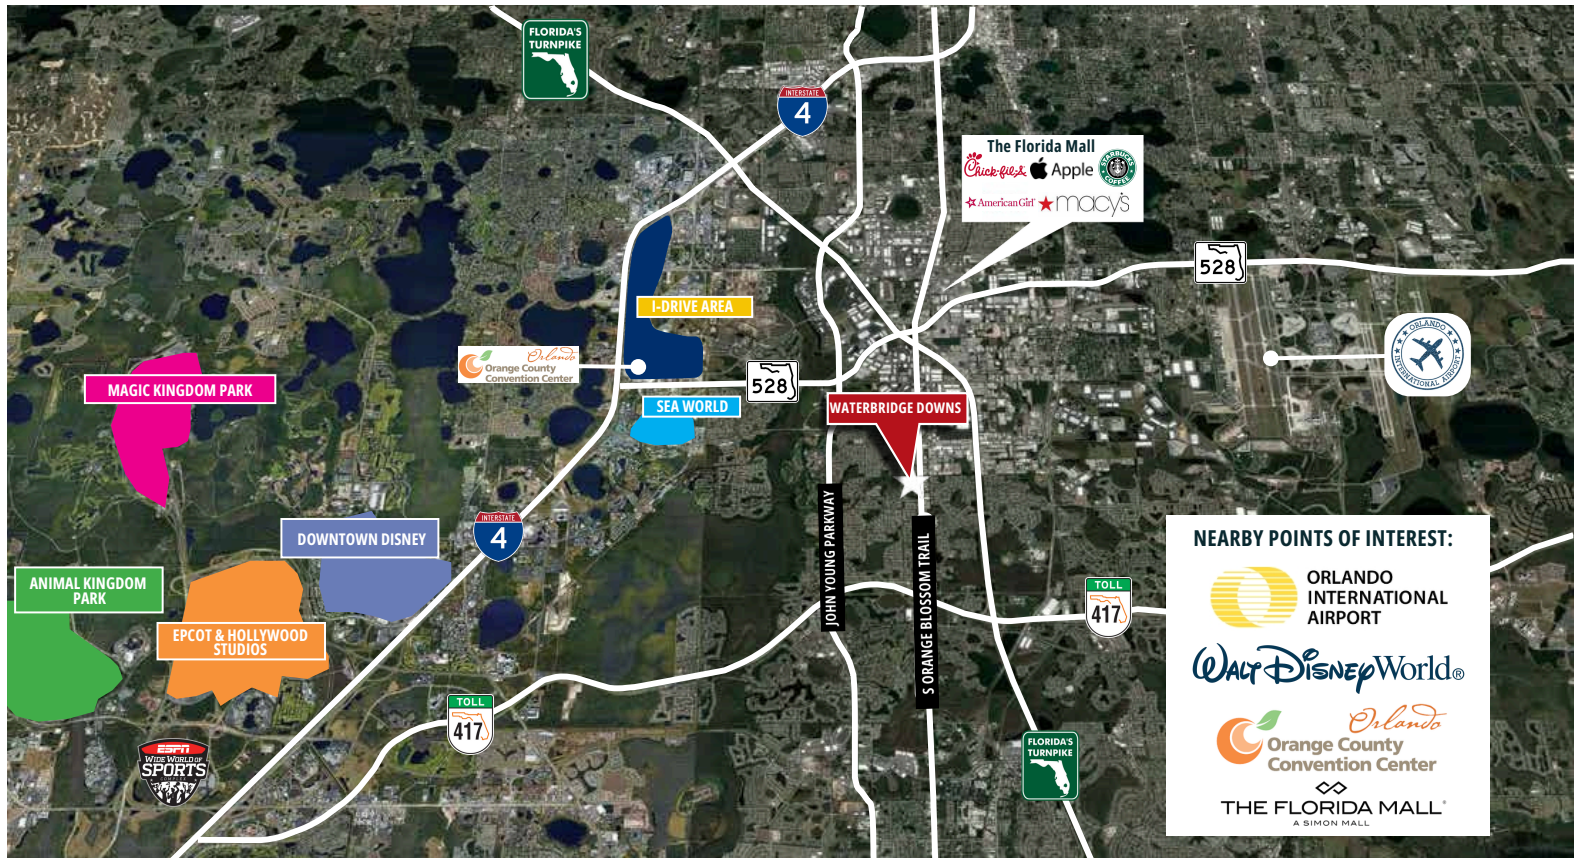 FLORIDA'S
TURNPIKE
INTERSTATE
4
The Florida Mall
Chick-fil-A
Apple
STARBUCKS
COFFEE
American Girl
macy's
528
I-DRIVE AREA
ORLANDO
INTERNATIONAL AIRPORT
Orlando
Orange County
Convention Center
MAGIC KINGDOM PARK
528
SEA WORLD
WATERBRIDGE DOWNS
JOHN YOUNG PARKWAY
S ORANGE BLOSSOM TRAIL
INTERSTATE
4
DOWNTOWN DISNEY
ANIMAL KINGDOM
PARK
EPCOT & HOLLYWOOD
STUDIOS
TOLL
417
TOLL
417
FLORIDA'S
TURNPIKE
ESPN
WIDE WORLD OF
SPORTS
COMPLEX
NEARBY POINTS OF INTEREST:
ORLANDO
INTERNATIONAL
AIRPORT
WALT DISNEY World®
Orlando
Orange County
Convention Center
THE FLORIDA MALL®
A SIMON MALL